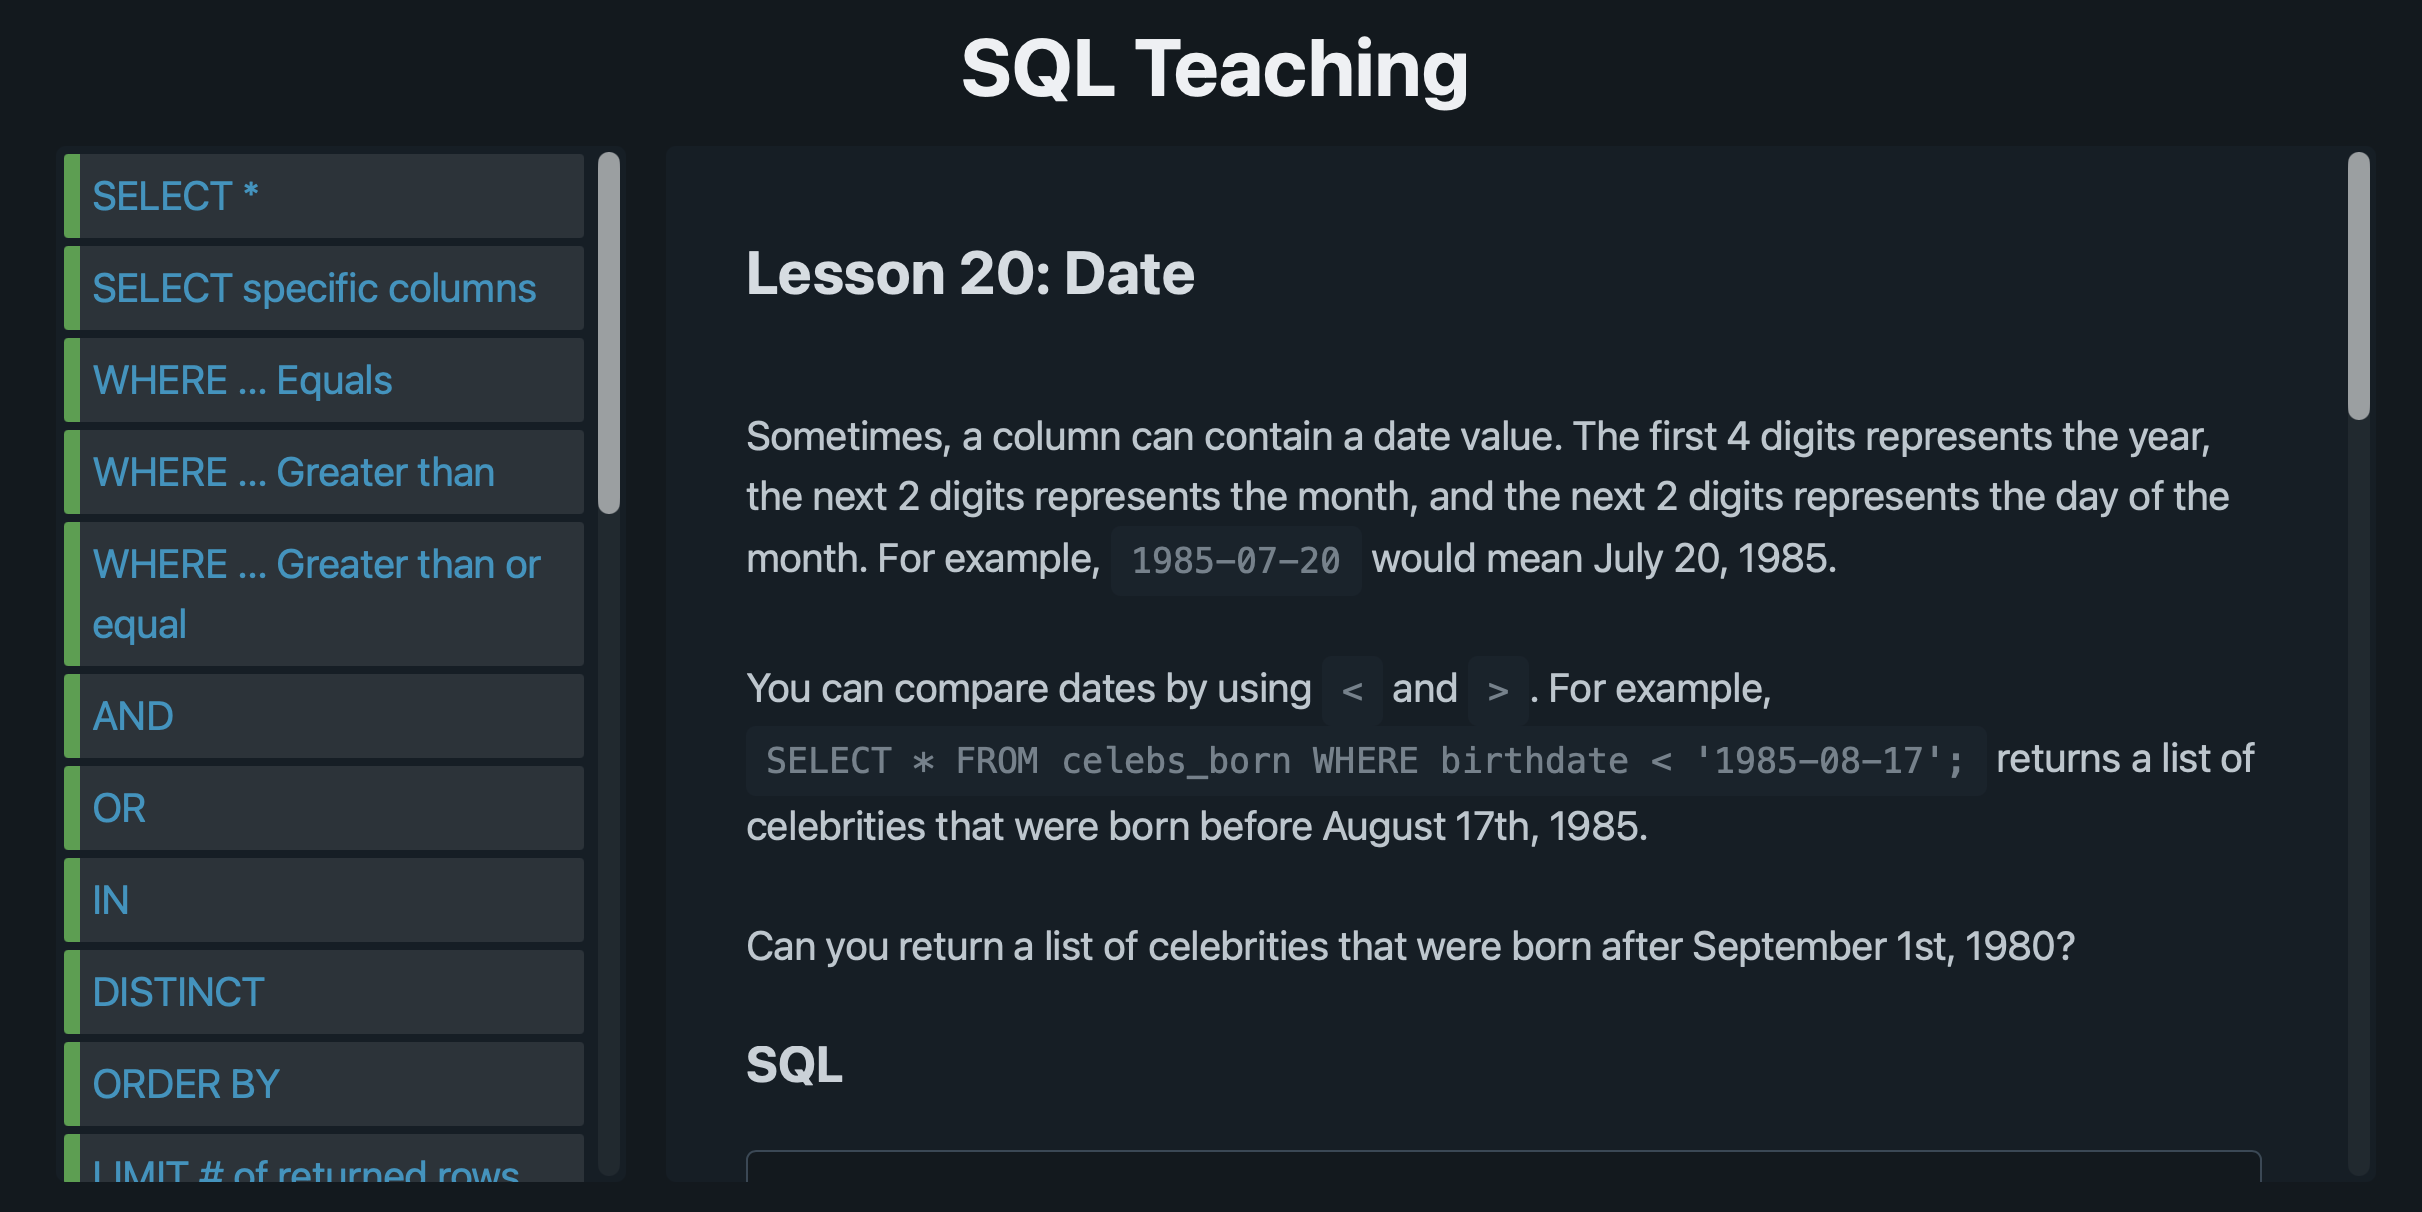 SQL Teaching
SELECT *
SELECT specific columns
WHERE ... Equals
WHERE ... Greater than
WHERE ... Greater than or
equal
AND
OR
IN
DISTINCT
ORDER BY
LIMIT # of returned rows
Lesson 20: Date
Sometimes, a column can contain a date value. The first 4 digits represents the year,
the next 2 digits represents the month, and the next 2 digits represents the day of the
month. For example, 1985-07-20 would mean July 20, 1985.
You can compare dates by using < and > . For example,
SELECT * FROM celebs_born WHERE birthdate < '1985-08-17'; returns a list of
celebrities that were born before August 17th, 1985.
Can you return a list of celebrities that were born after September 1st, 1980?
SQL